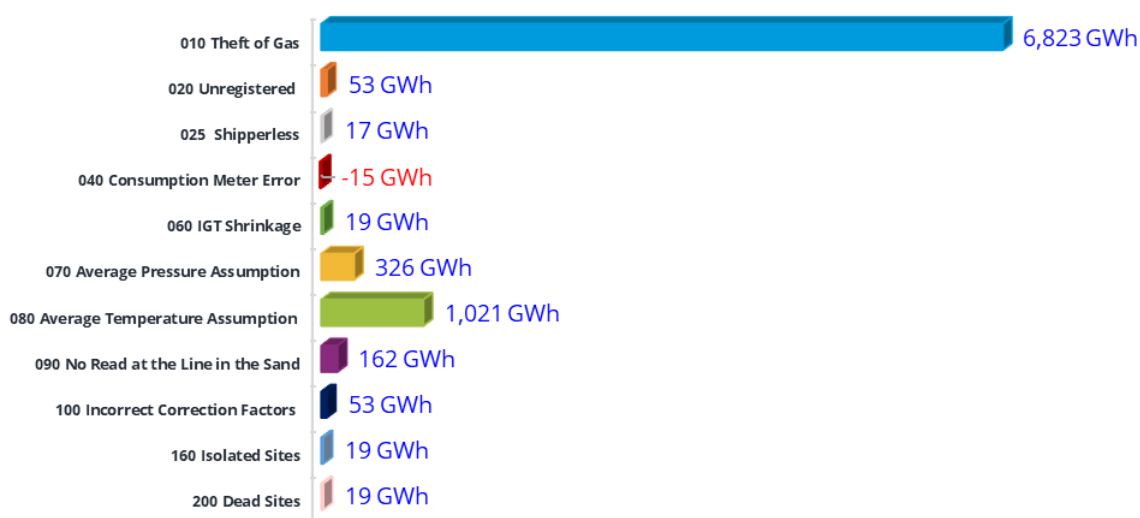 010 Theft of Gas 6,823 GWh
020 Unregistered 53 GWh
025 Shipperless 17 GWh
040 Consumption Meter Error -15 GWh
060 IGT Shrinkage 19 GWh
070 Average Pressure Assumption 326 GWh
080 Average Temperature Assumption 1,021 GWh
090 No Read at the Line in the Sand 162 GWh
100 Incorrect Correction Factors 53 GWh
160 Isolated Sites 19 GWh
200 Dead Sites 19 GWh